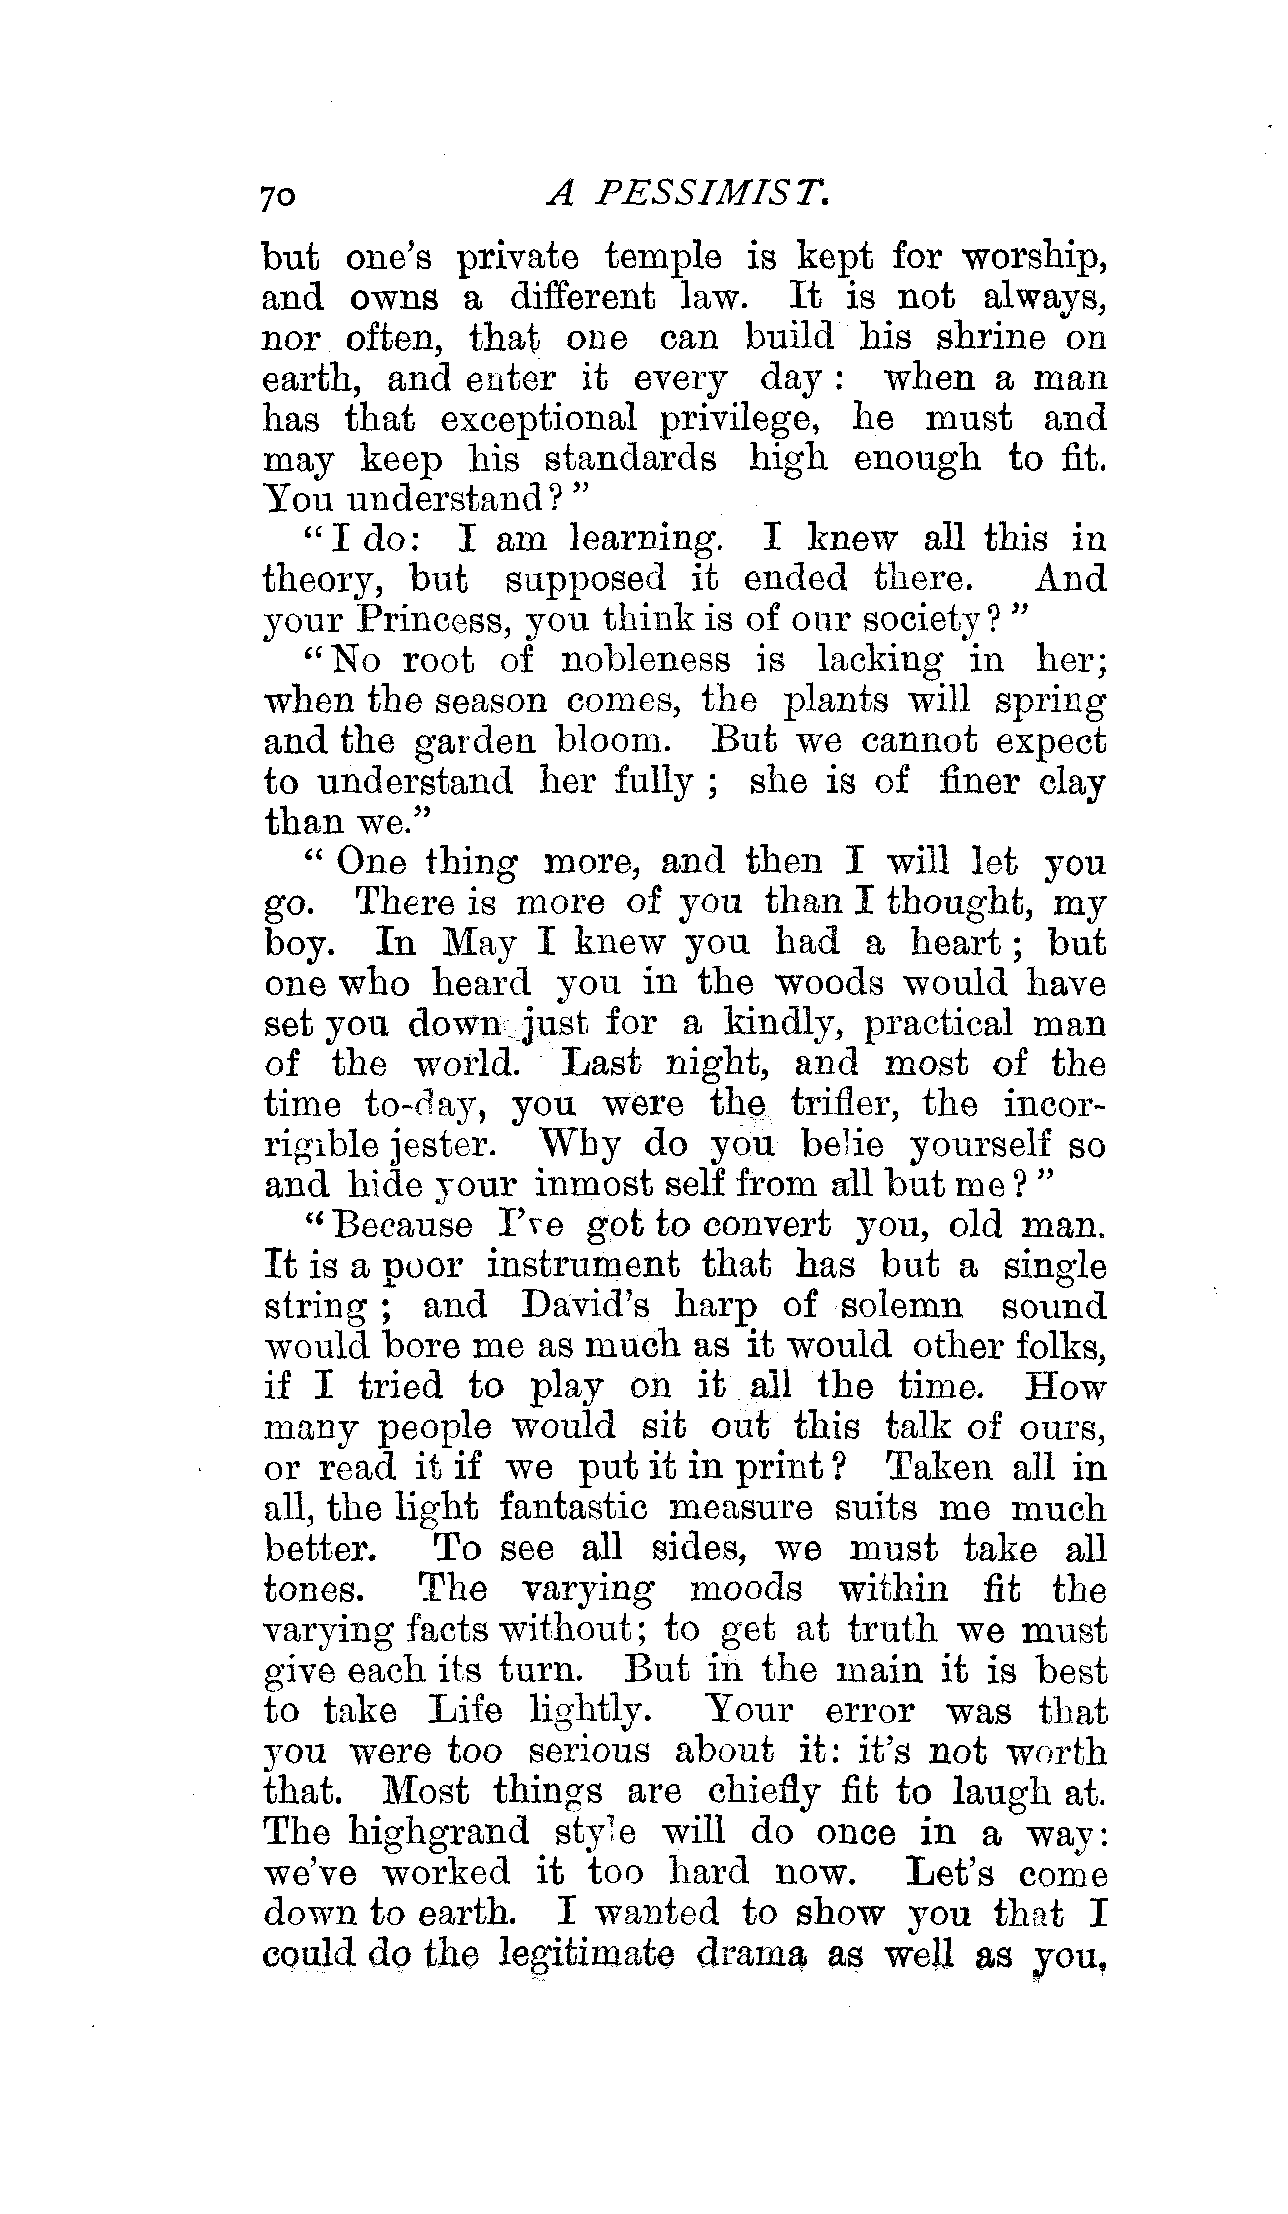 70 A PESSIMIST.
but one's private temple is kept for worship,
and owns a different law. It is not always,
nor often, that one can build his shrine on
earth, and enter it every day : when a man
has that exceptional privilege, he must and
may keep his standards high enough to fit.
You understand? "
"I do: I am learning. I knew all this in
theory, but supposed it ended there. And
your Princess, you think is of our society? "
"No root of nobleness is lacking in her;
when the season comes, the plants will spring
and the garden bloom. But we cannot expect
to understand her fully ; she is of finer clay
than we."
" One thing more, and then I will let you
go. There is more of you than I thought, my
boy. In May I knew you had a heart ; but
one who heard you in the woods would have
set you down just for a kindly, practical man
of the world. Last night, and most of the
time to-day, you were the trifler, the incor-
rigible jester. Why do you belie yourself so
and hide your inmost self from all but me ? "
"Because I've got to convert you, old man.
It is a poor instrument that has but a single
string ; and David's harp of solemn sound
would bore me as much as it would other folks,
if I tried to play on it all the time. How
many people would sit out this talk of ours,
or read it if we put it in print ? Taken all in
all, the light fantastic measure suits me much
better. To see all sides, we must take all
tones. The varying moods within fit the
varying facts without; to get at truth we must
give each its turn. But in the main it is best
to take Life lightly. Your error was that
you were too serious about it: it's not worth
that. Most things are chiefly fit to laugh at.
The highgrand style will do once in a way:
we've worked it too hard now. Let's come
down to earth. I wanted to show you that I
could do the legitimate drama as well as you,